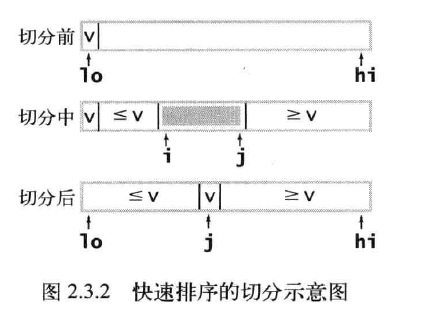 切分前 v
lo hi
切分中 v ≤v ≥v
i j
切分后 ≤v v ≥v
lo j hi
图 2.3.2 快速排序的切分示意图